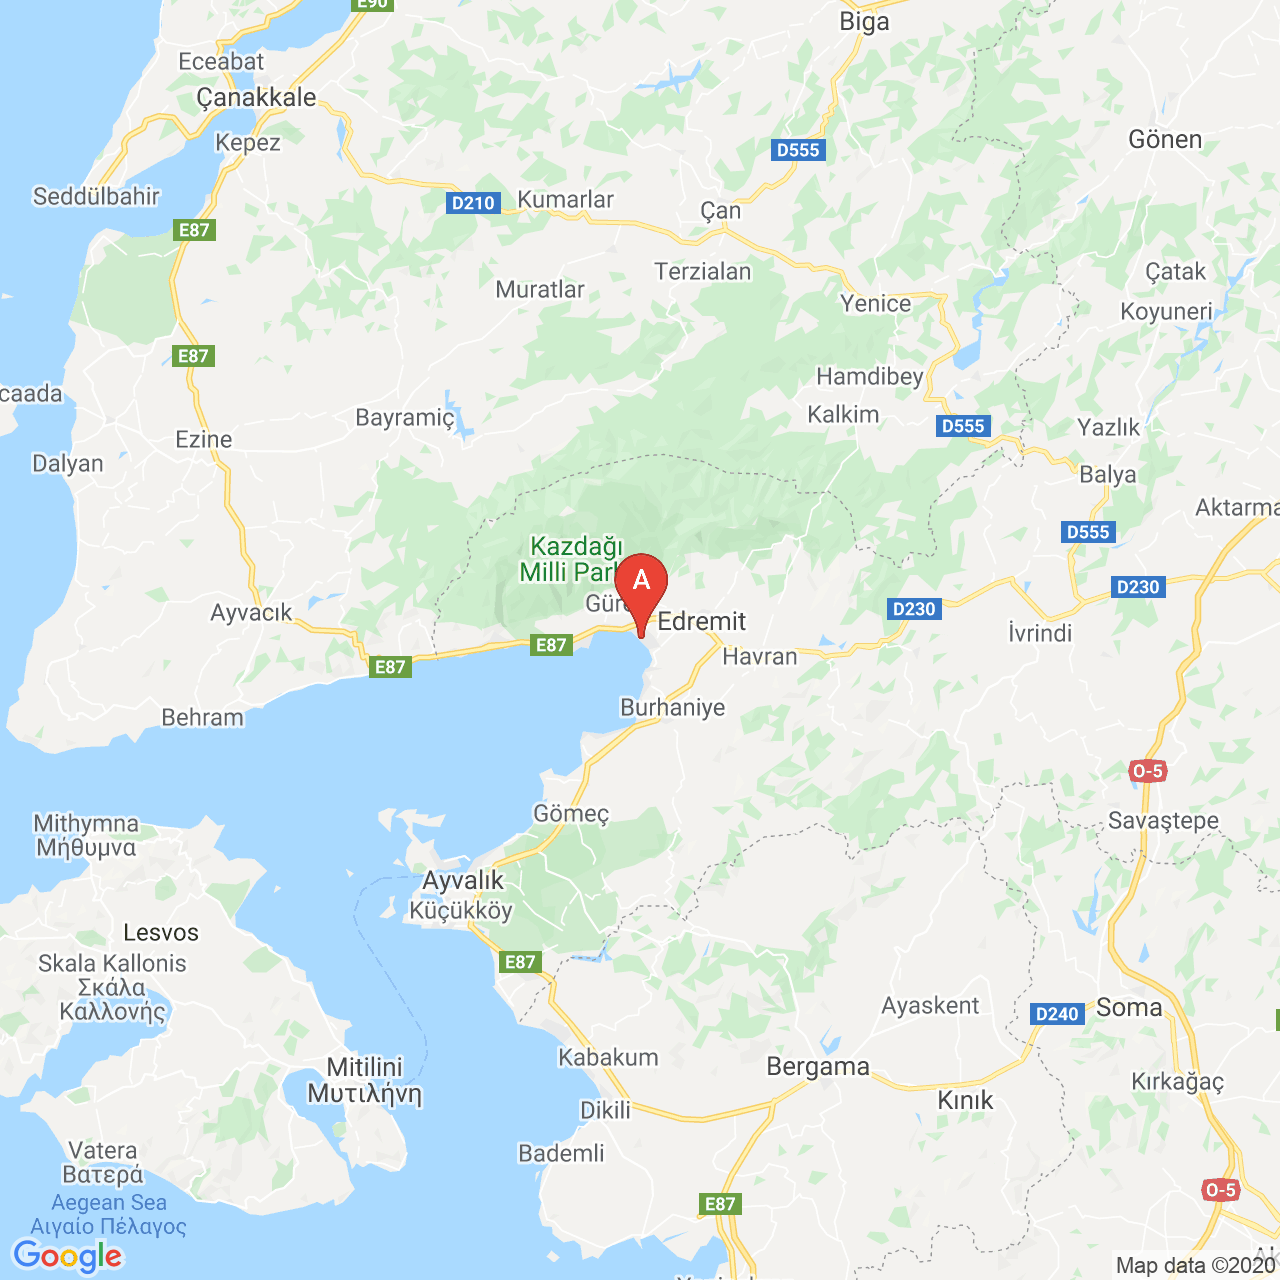 E90
Biga
Eceabat
Çanakkale
Kepez
Gönen
D555
Seddülbahir
D210
Kumarlar
Çan
E87
Terzialan
Çatak
Muratlar
Yenice
Koyuneri
E87
Hamdibey
caada
Bayramiç
Kalkim
D555
Yazlık
Ezine
Dalyan
Balya
Aktarma
D555
Kazdağı
Milli Park
A
Güre
D230
D230
Ayvacık
Edremit
İvrindi
E87
Havran
E87
Behram
Burhaniye
O-5
Gömeç
Mithymna
Μήθυμνα
Savaştepe
Ayvalık
Küçükköy
Lesvos
E87
Skala Kallonis
Σκάλα
Καλλονής
Ayaskent
Soma
D240
Kabakum
Mitilini
Μυτιλήνη
Bergama
Kırkağaç
Kınık
Dikili
Vatera
Βατερά
Bademli
O-5
Aegean Sea
Αιγαίο Πέλαγος
E87
Google
Map data ©2020